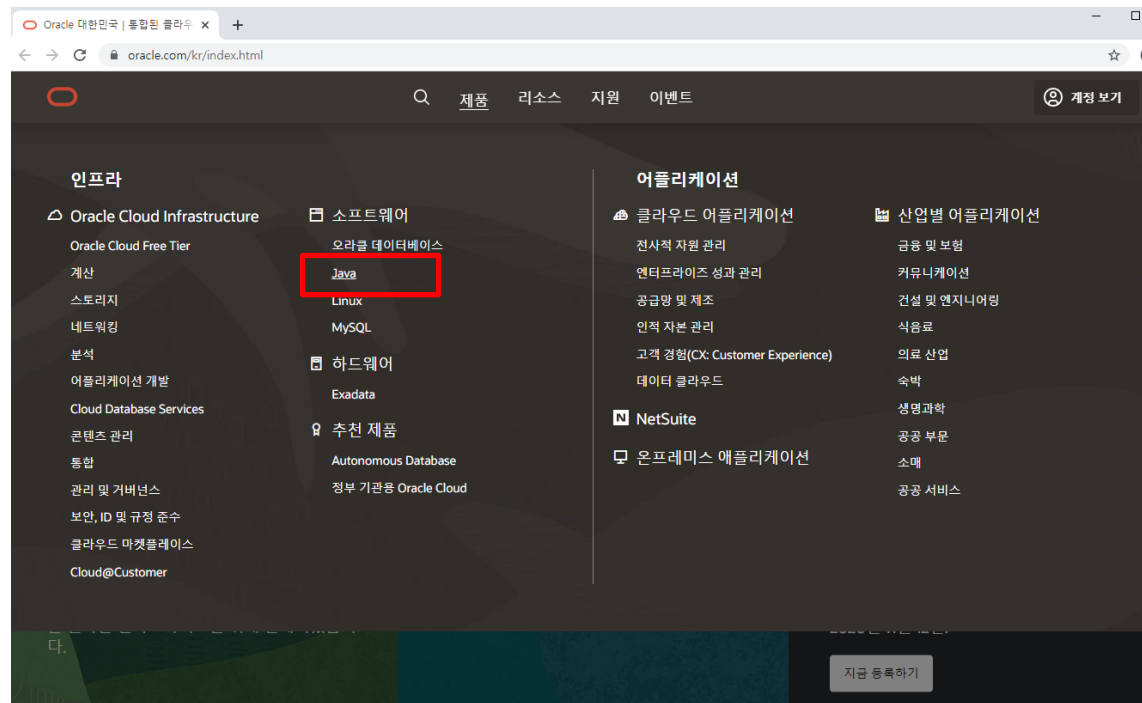 Oracle 대한민국 | 통합된 클라우
oracle.com/kr/index.html
제품 리소스 지원 이벤트
계정 보기
인프라
Oracle Cloud Infrastructure
Oracle Cloud Free Tier
계산
스토리지
네트워킹
분석
어플리케이션 개발
Cloud Database Services
콘텐츠 관리
통합
관리 및 거버넌스
보안, ID 및 규정 준수
클라우드 마켓플레이스
Cloud@Customer
소프트웨어
오라클 데이터베이스
Java
Linux
MySQL
하드웨어
Exadata
추천 제품
Autonomous Database
정부 기관용 Oracle Cloud
어플리케이션
클라우드 어플리케이션
전사적 자원 관리
엔터프라이즈 성과 관리
공급망 및 제조
인적 자본 관리
고객 경험(CX: Customer Experience)
데이터 클라우드
N NetSuite
온프레미스 애플리케이션
산업별 어플리케이션
금융 및 보험
커뮤니케이션
건설 및 엔지니어링
식음료
의료 산업
숙박
생명과학
공공 부문
소매
공공 서비스
다.
지금 등록하기